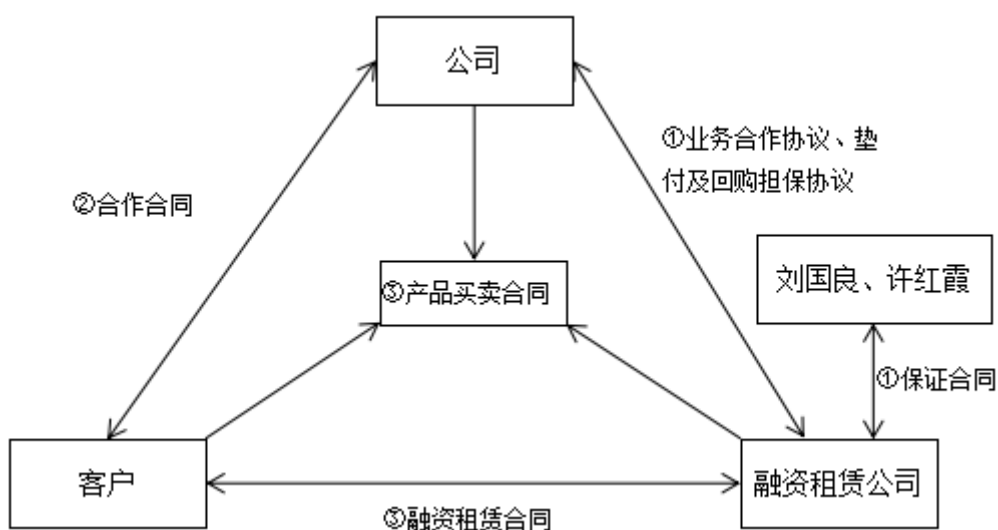 公司
①业务合作协议、垫
付及回购担保协议
②合作合同
刘国良、许红霞
③产品买卖合同
①保证合同
客户
融资租赁公司
③融资租赁合同